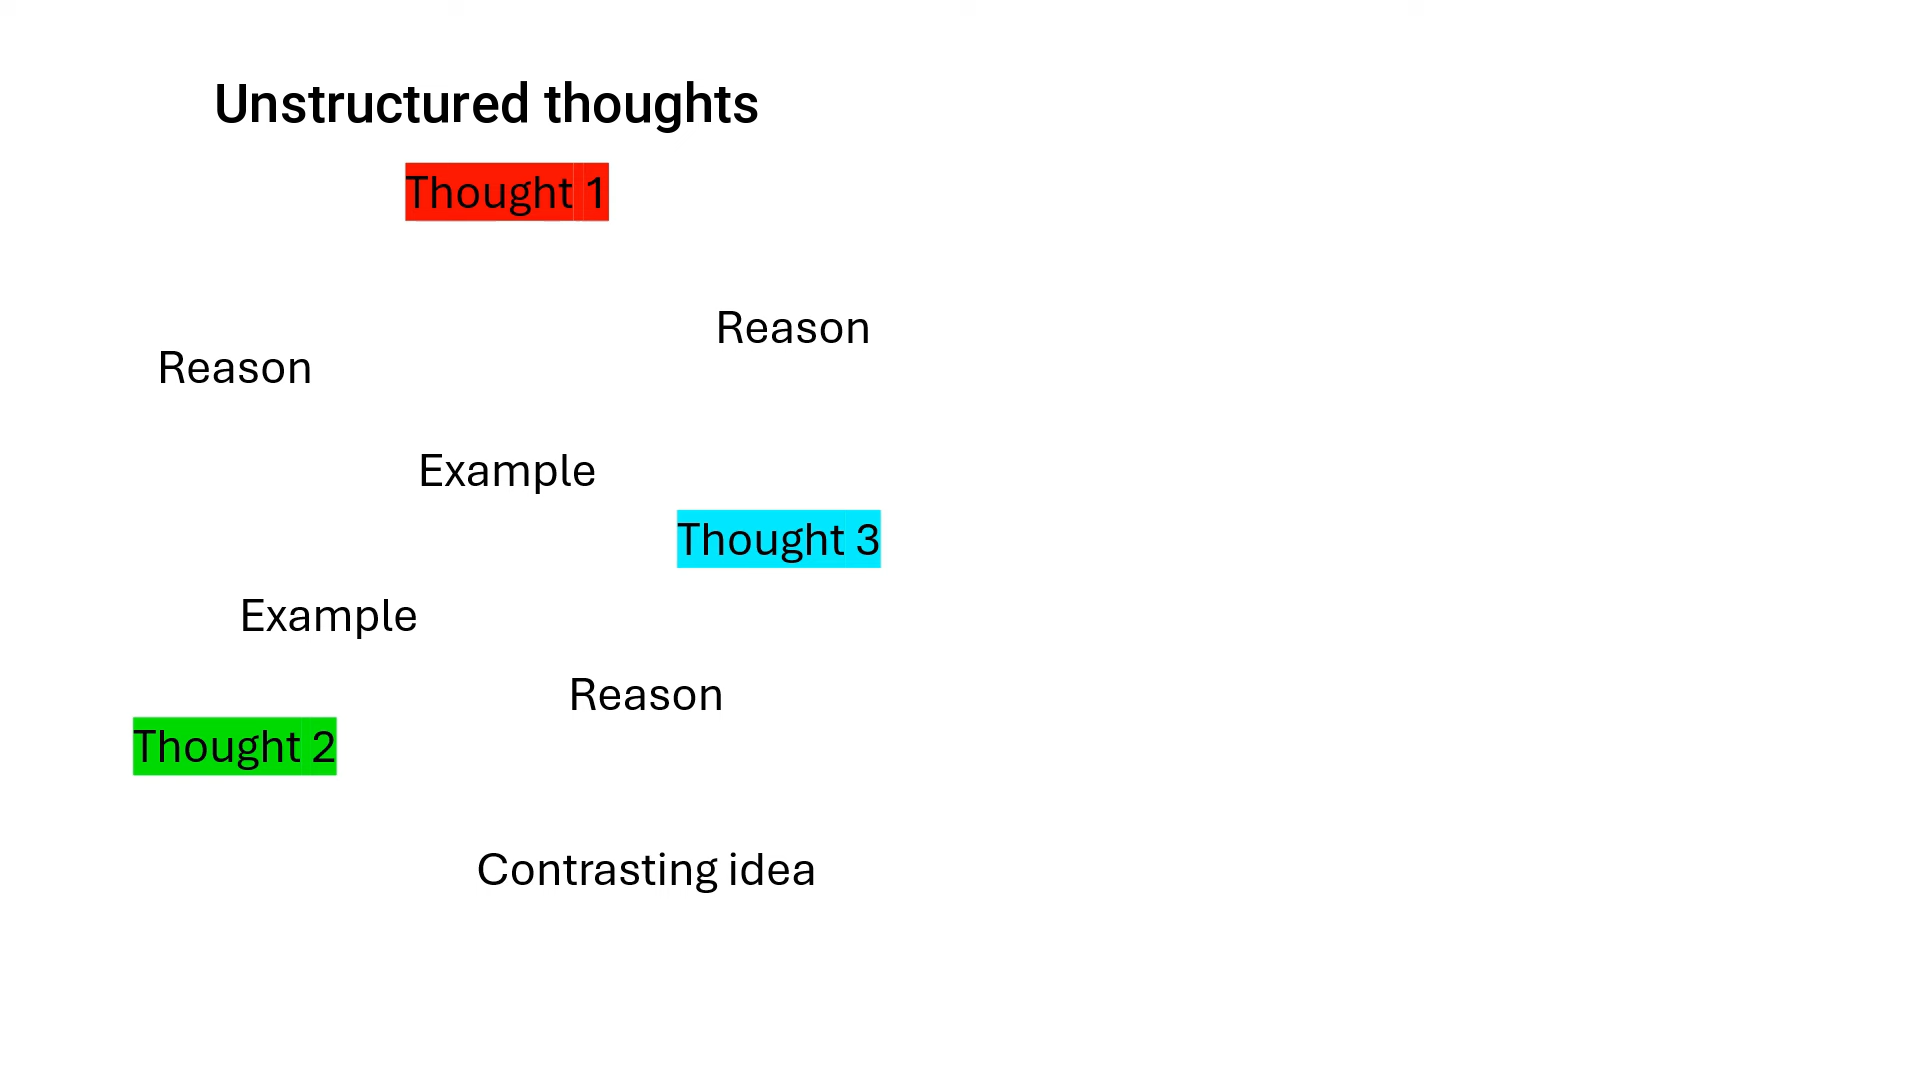 Unstructured thoughts
Thought 1
Reason
Reason
Example
Thought 3
Example
Reason
Thought 2
Contrasting idea